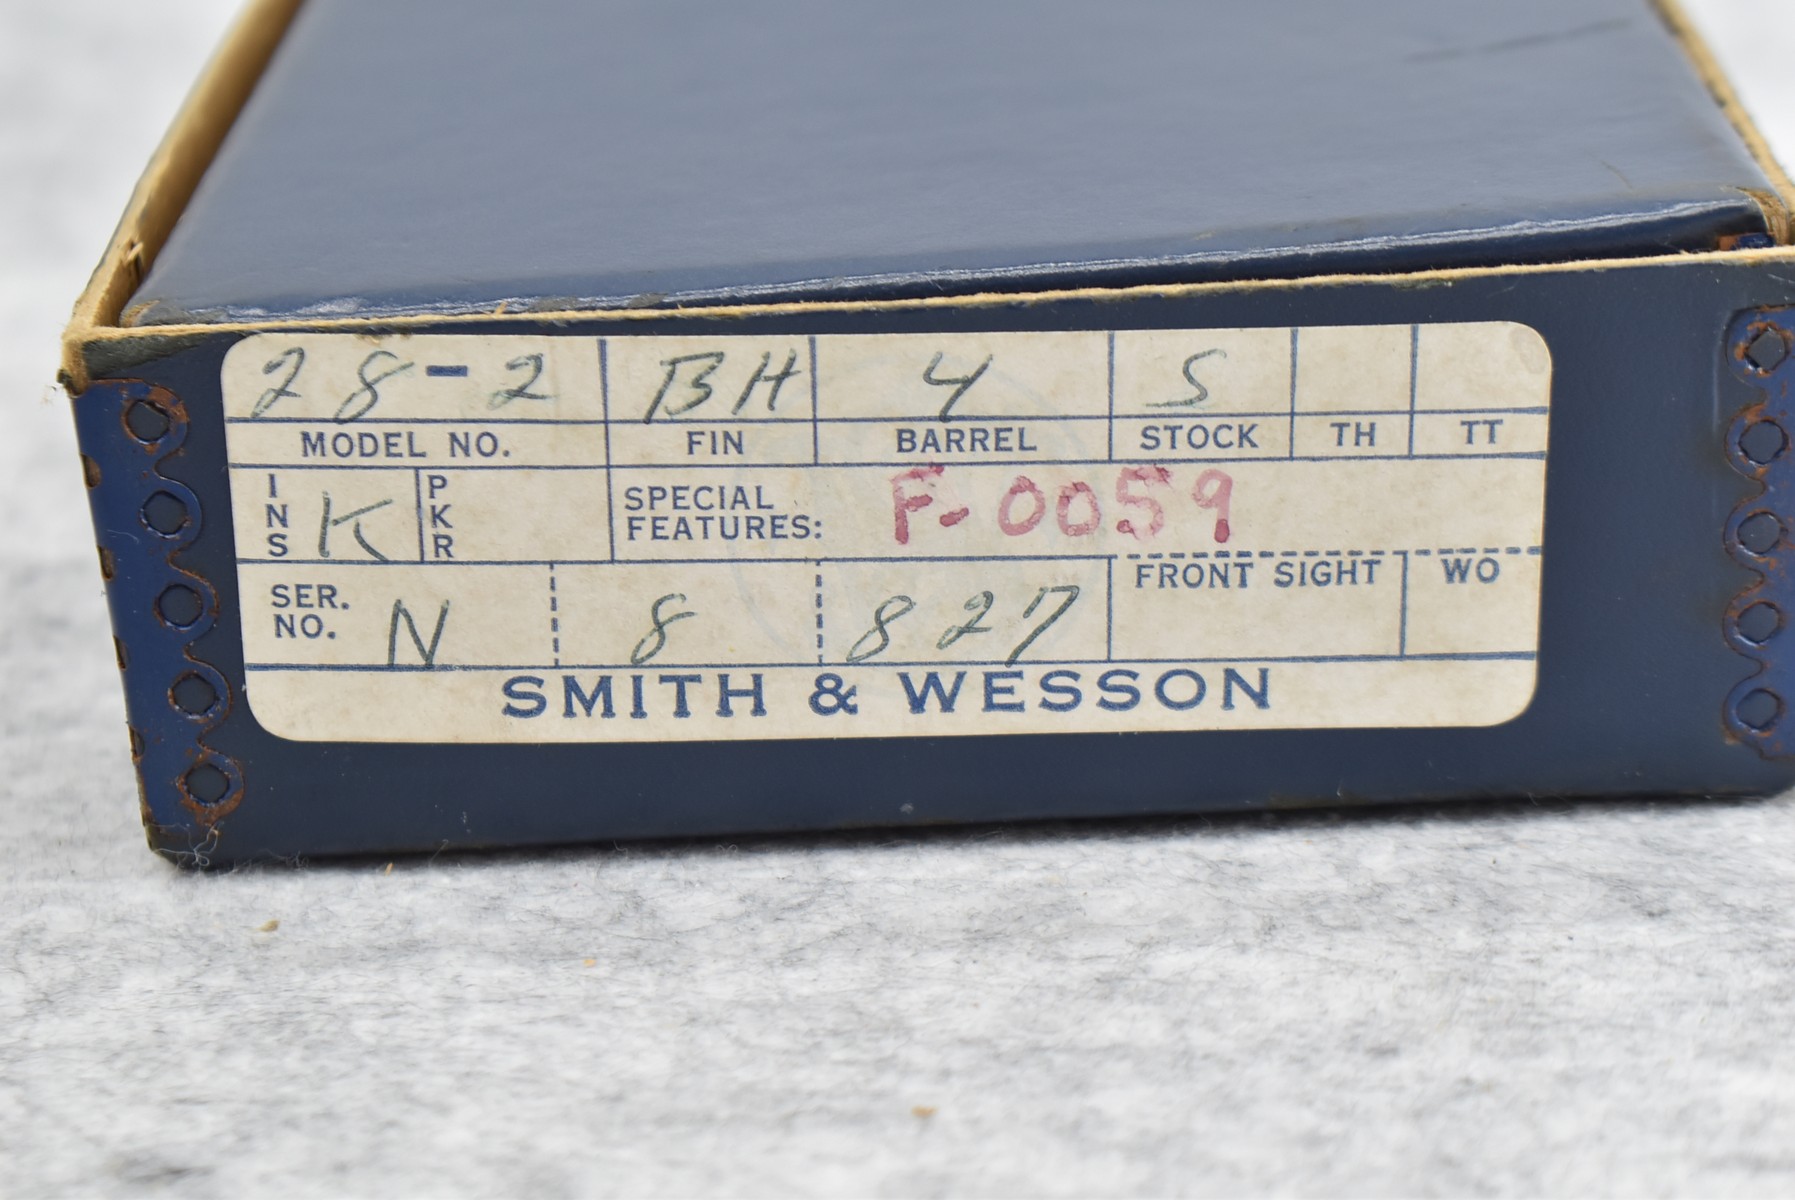 28-2 BH 4 S
MODEL NO. FIN BARREL STOCK TH TT
INS K PKR SPECIAL FEATURES: F-0059
SER. NO. N 8 827 FRONT SIGHT WO
SMITH & WESSON